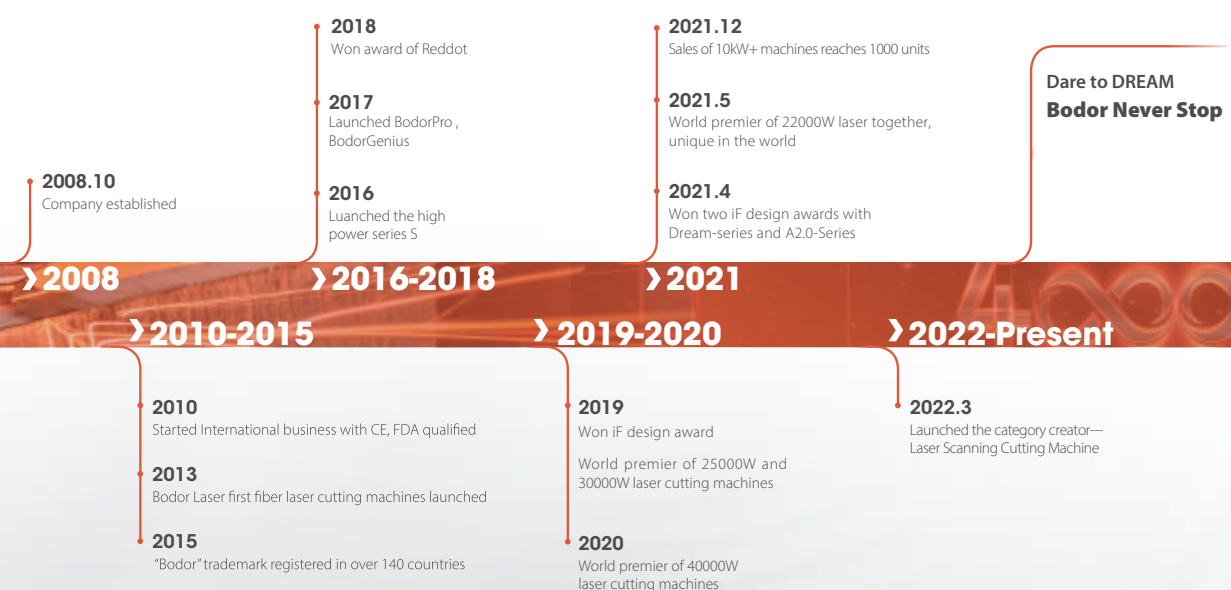 2018
Won award of Reddot
2017
Launched BodorPro ,
BodorGenius
2016
Luanched the high
power series S
2008.10
Company established
2021.12
Sales of 10kW+ machines reaches 1000 units
2021.5
World premier of 22000W laser together,
unique in the world
2021.4
Won two iF design awards with
Dream-series and A2.0-Series
Dare to DREAM
Bodor Never Stop
❯2008
❯2016-2018
❯2021
❯2010-2015
❯2019-2020
❯2022-Present
2010
Started International business with CE, FDA qualified
2013
Bodor Laser first fiber laser cutting machines launched
2015
“Bodor” trademark registered in over 140 countries
2019
Won iF design award
World premier of 25000W and
30000W laser cutting machines
2020
World premier of 40000W
laser cutting machines
2022.3
Launched the category creator---
Laser Scanning Cutting Machine